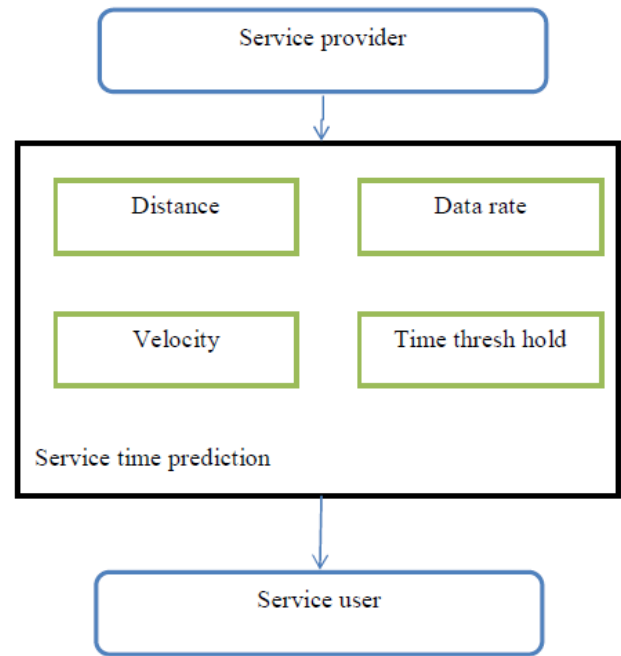 Service provider
Distance
Data rate
Velocity
Time thresh hold
Service time prediction
Service user